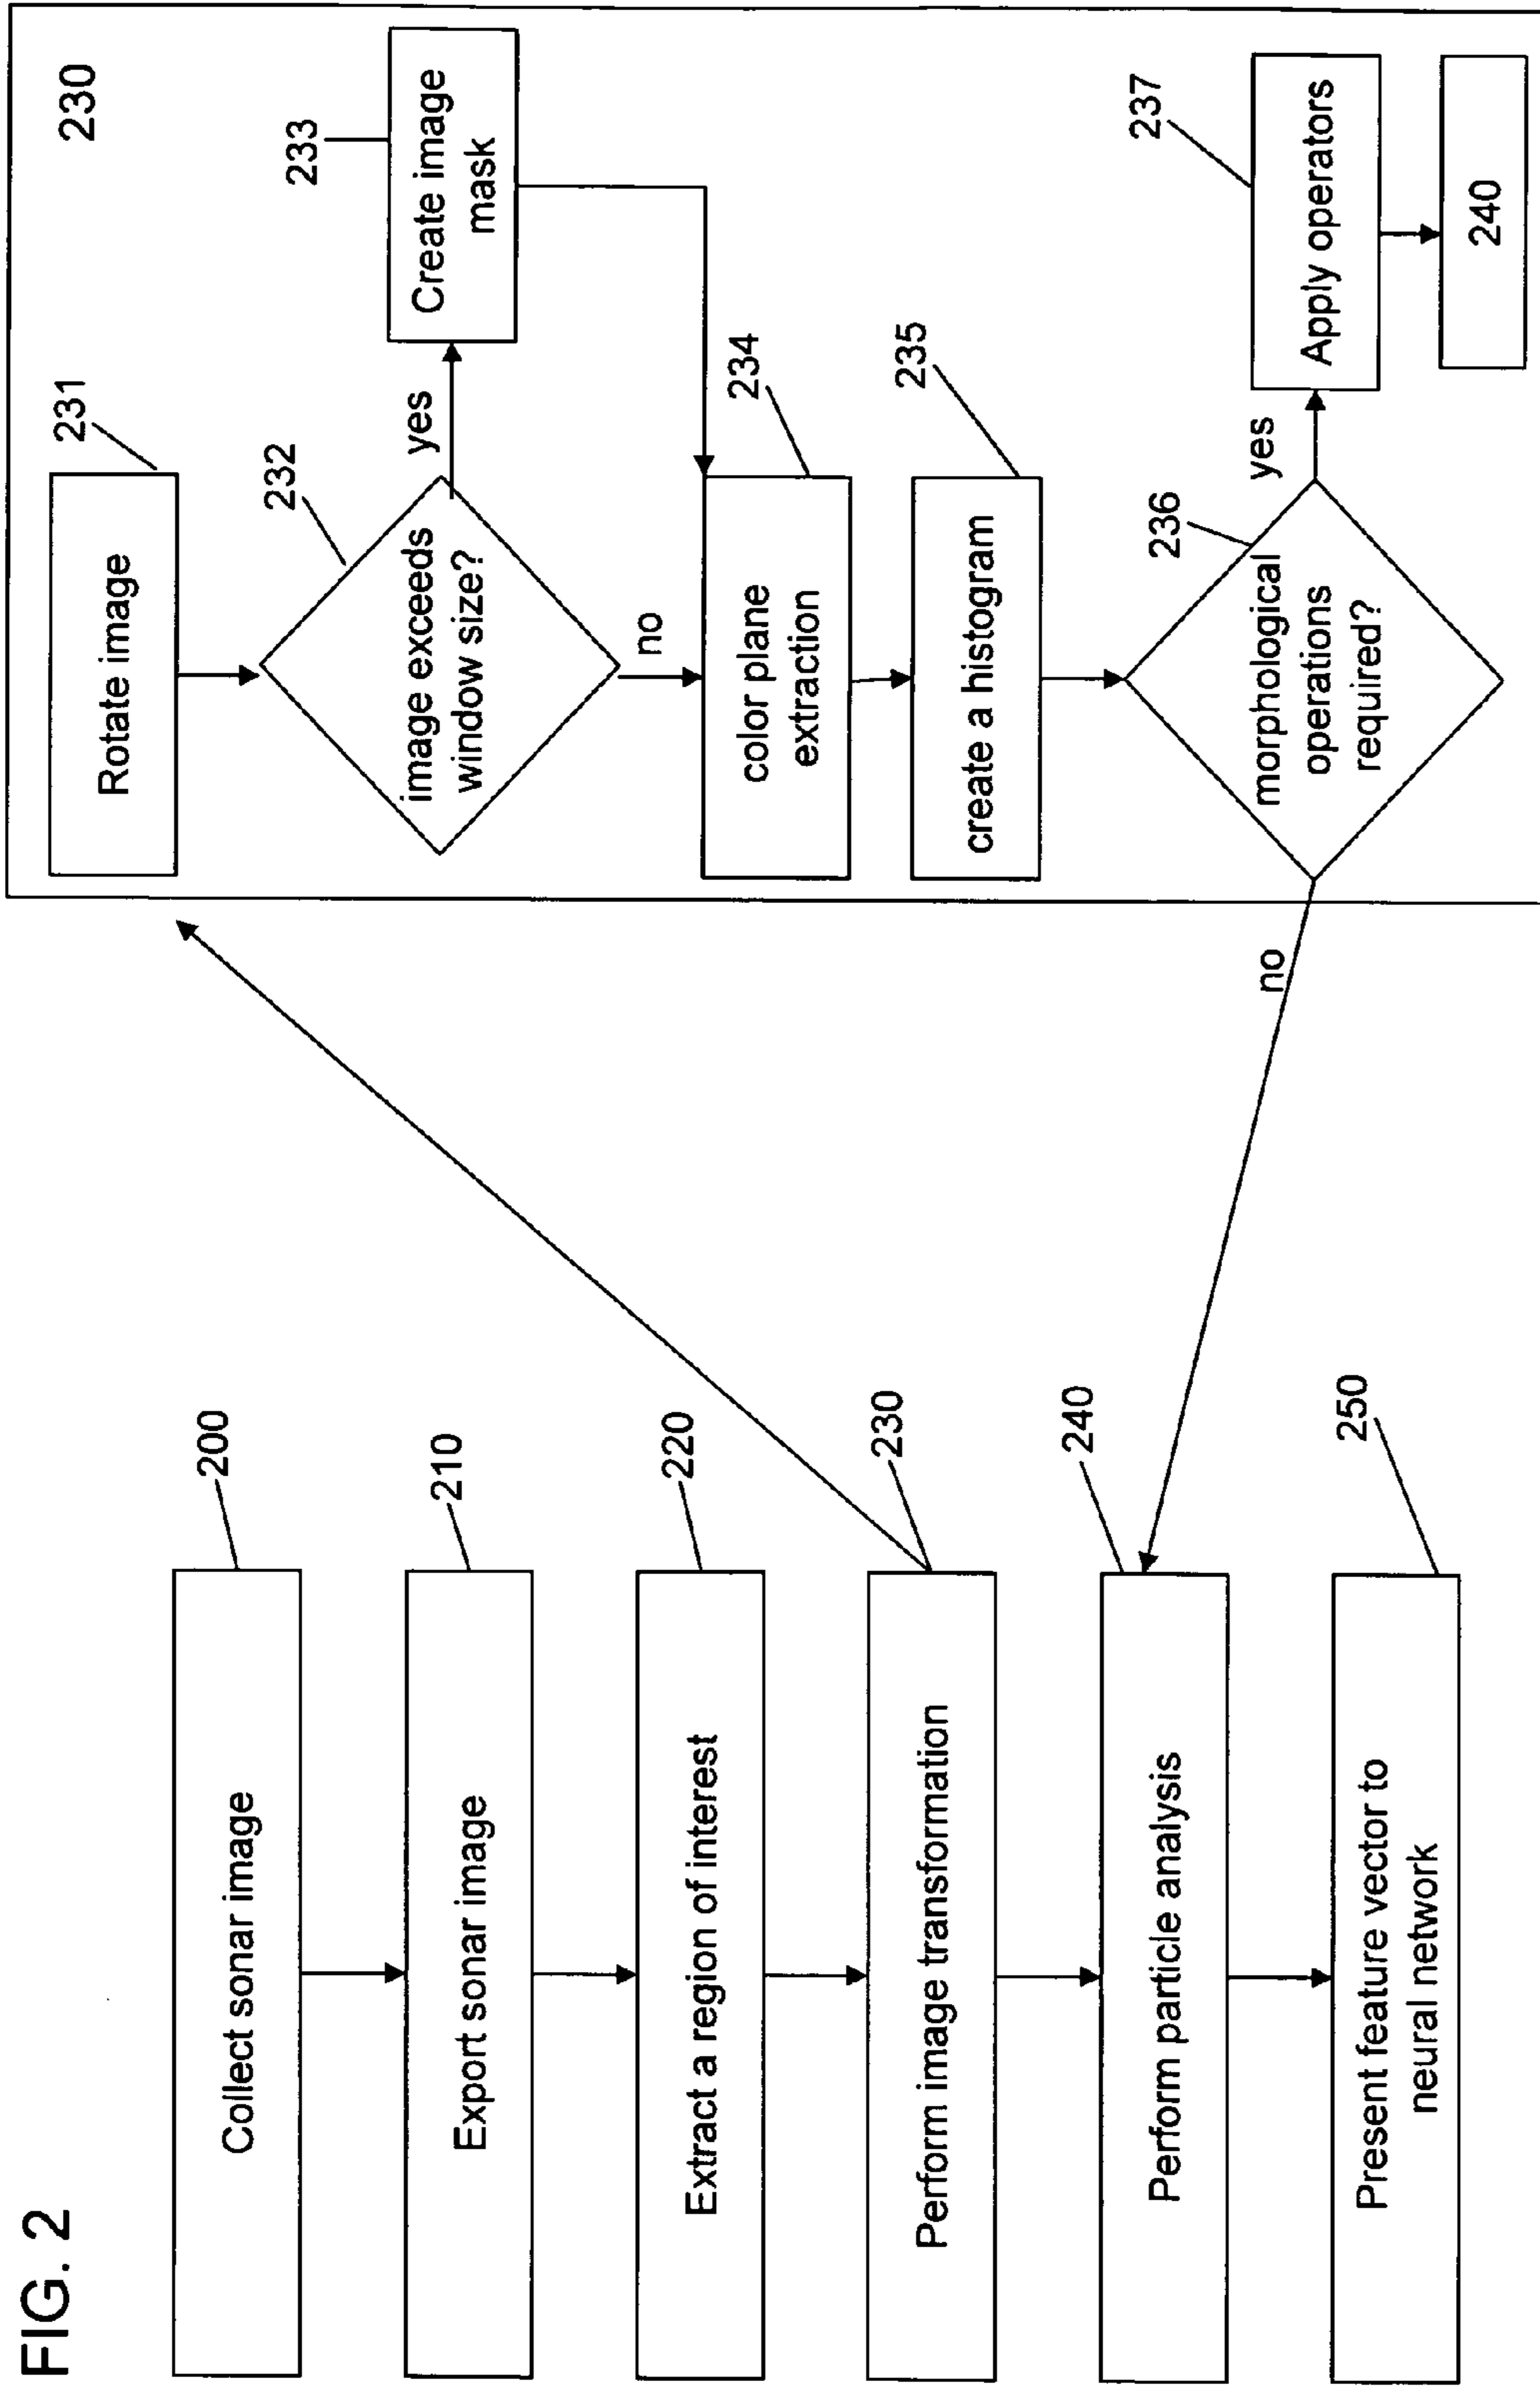 FIG. 2
Collect sonar image
200
Export sonar image
210
Extract a region of interest
220
Perform image transformation
230
Perform particle analysis
240
Present feature vector to
neural network
250
230
Rotate image
231
image exceeds
window size?
232
yes
Create image
mask
233
no
color plane
extraction
234
create a histogram
235
morphological
operations
required?
236
yes
no
Apply operators
237
240